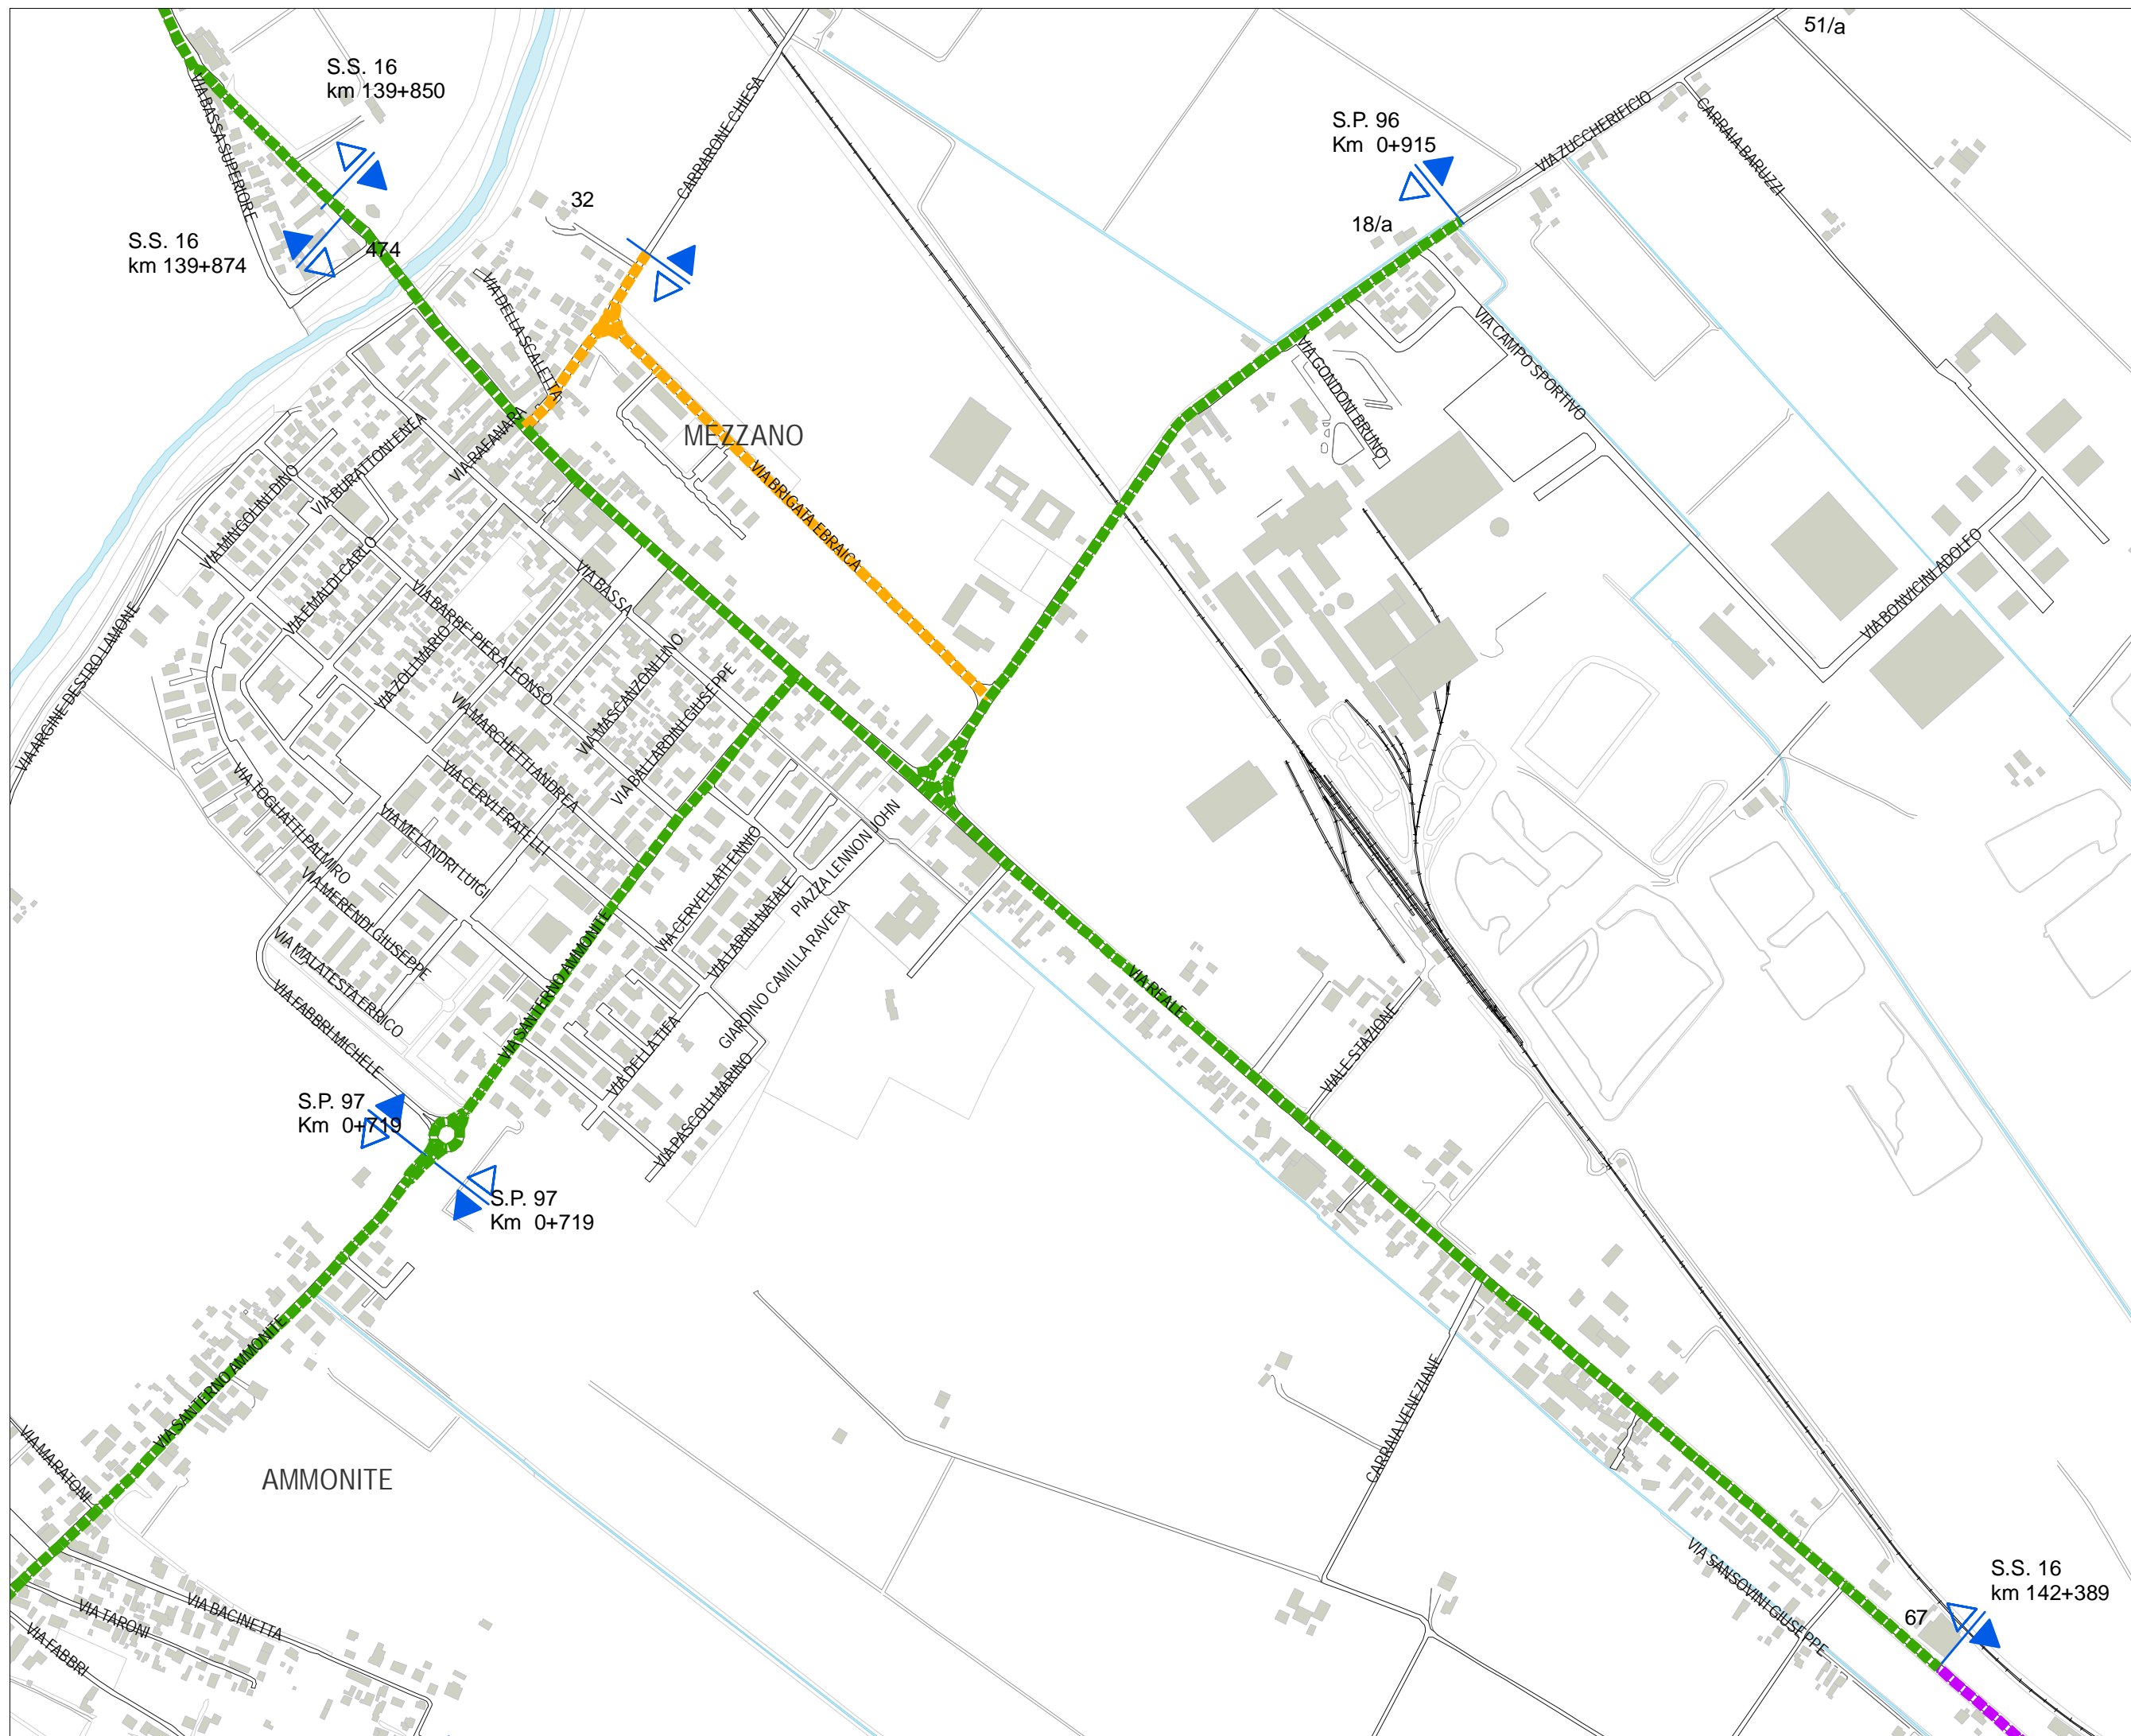 51/a
S.S. 16
km 139+850
VIA BASSA SUPERIORE
CARRARONE CHIESA
S.P. 96
Km 0+915
VIA ZUCCHERIFICIO
CARRAIA BARUZZI
32
18/a
S.S. 16
km 139+874
474
VIA DELLA SCALETTA
VIA CAMPO SPORTIVO
VIA GONDONI BRUNO
VIA RAFANARA
MEZZANO
VIA BURATTONI ENEA
VIA MINGOLINI DINO
VIA BRIGATA EBRAICA
VIA EMALDI CARLO
VIA BASSA
VIA BARBE' PIER ALFONSO
VIA BONVICINI ADOLFO
VIA ARGINE DESTRO LAMONE
VIA ZOLI MARIO
VIA MASCANZONI LINO
VIA BALLARDINI GIUSEPPE
VIA MARCHETTI ANDREA
VIA CERVI FRATELLI
VIA TOGLIATTI PALMIRO
VIA MELANDRI LUIGI
VIA CERVELLATI ENNIO
PIAZZA LENNON JOHN
VIA LARINI NATALE
VIA MERENDI GIUSEPPE
GIARDINO CAMILLA RAVERA
VIA MALATESTA ERRICO
VIA SANTERNO AMMONITE
VIA REALE
VIA FABBRI MICHELE
VIALE STAZIONE
VIA DELLA TIFA
VIA PASCOLI MARINO
S.P. 97
Km 0+719
S.P. 97
Km 0+719
VIA SANTERNO AMMONITE
CARRAIA VENEZIANE
VIA MARATONI
AMMONITE
VIA SANSOVINI GIUSEPPE
S.S. 16
km 142+389
67
VIA BACINETTA
VIA TARONI
VIA FABBRI